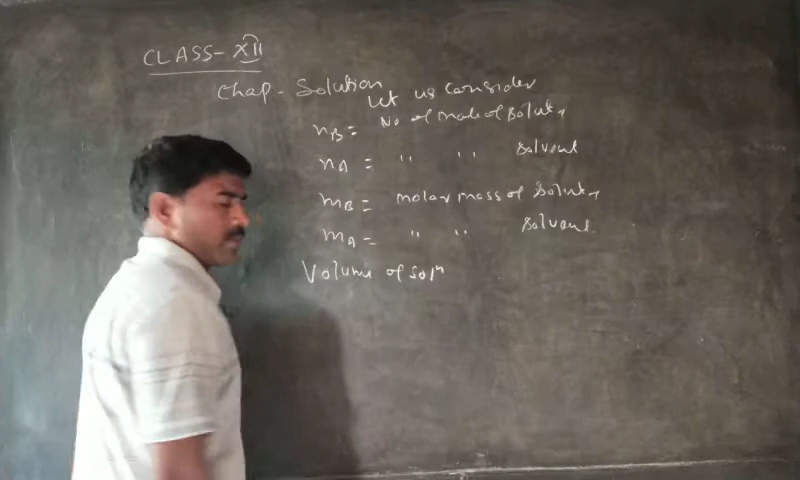 CLASS-XII
Chap - Solution
Let us consider
nB = No of mole of Solute
nA = " " Solvent
mB = molar mass of Solute
mA = " " Solvent
Volume of solⁿ